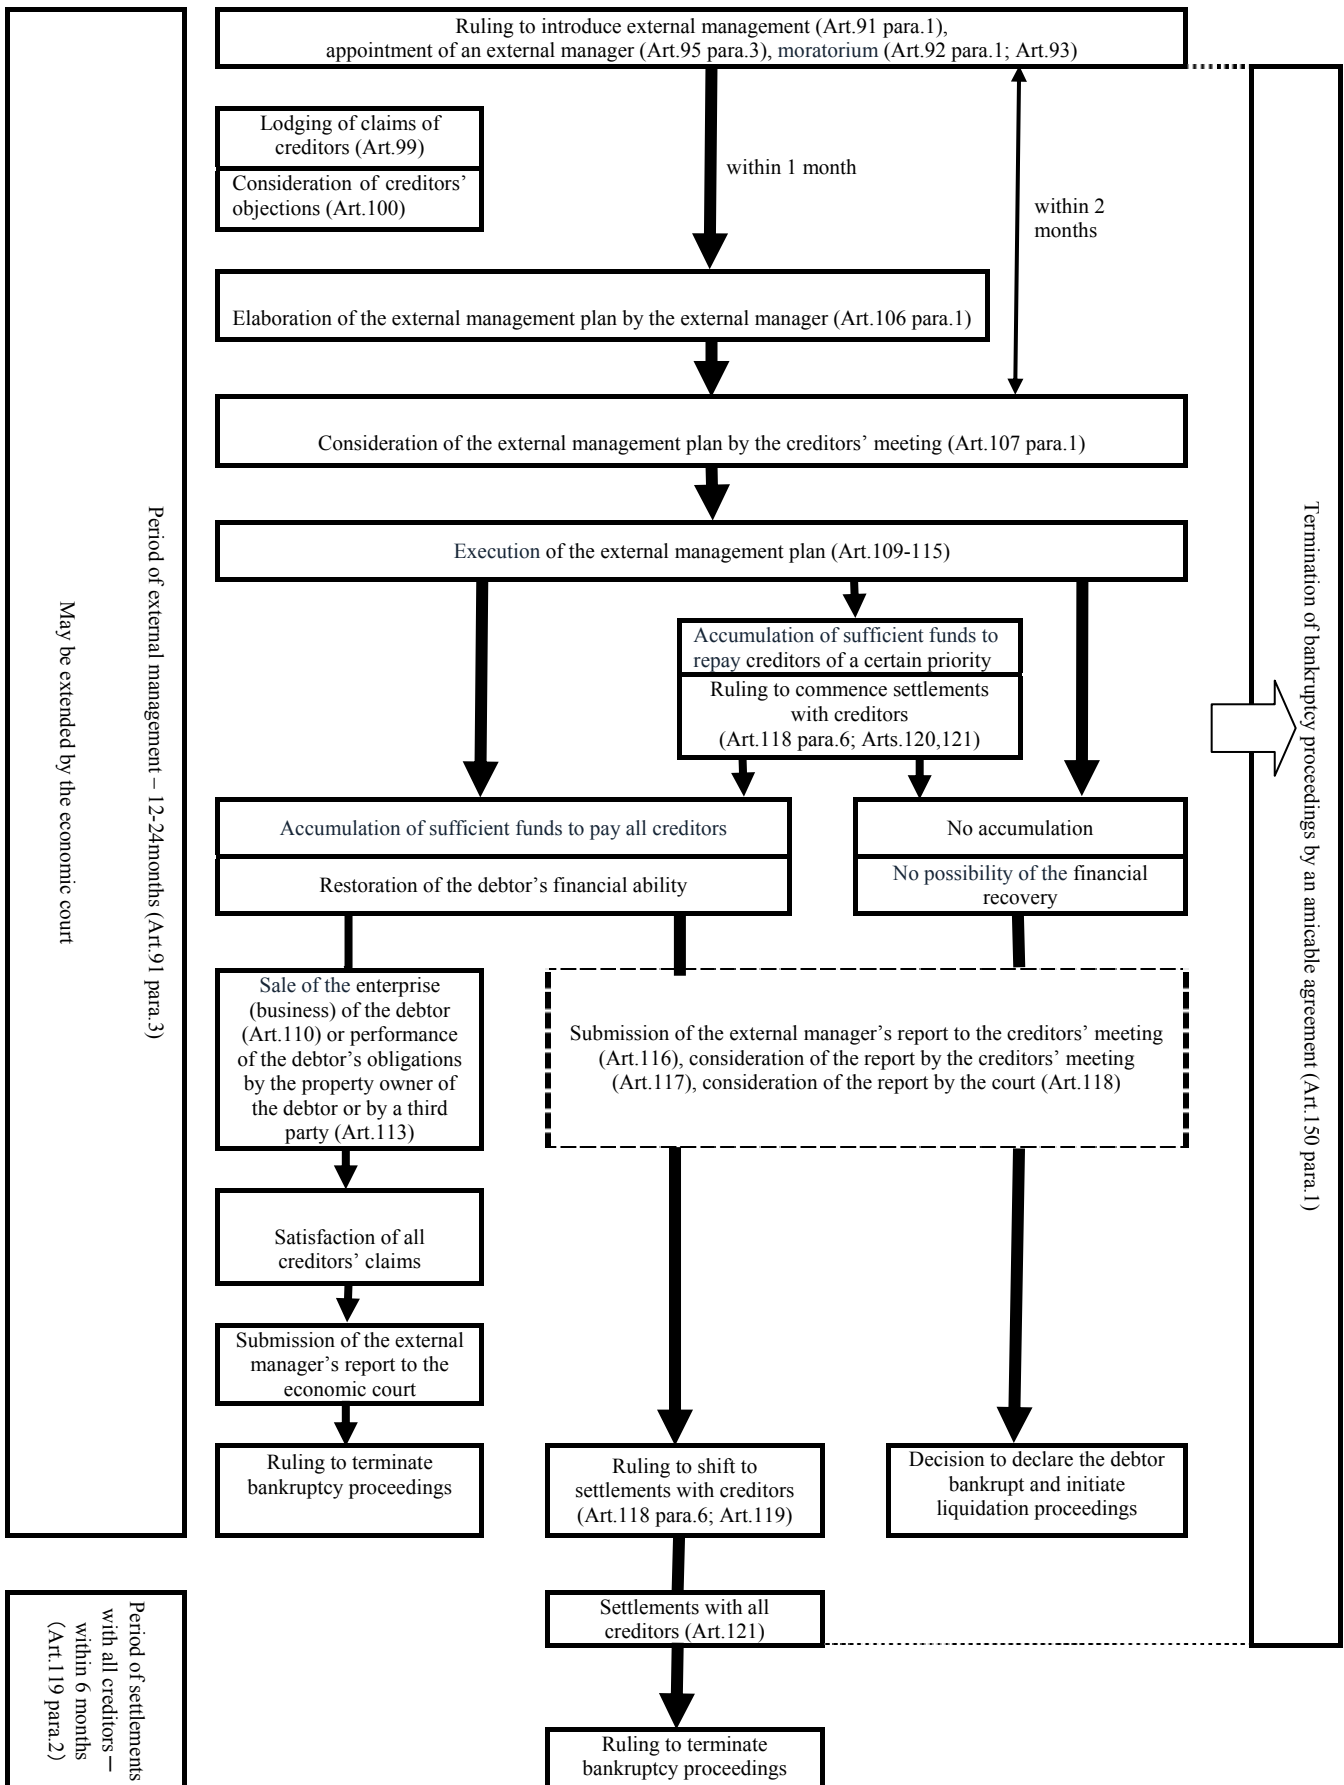 Ruling to introduce external management (Art.91 para.1),
appointment of an external manager (Art.95 para.3), moratorium (Art.92 para.1; Art.93)
Lodging of claims of
creditors (Art.99)
Consideration of creditors’
objections (Art.100)
within 1 month
within 2
months
Elaboration of the external management plan by the external manager (Art.106 para.1)
Consideration of the external management plan by the creditors’ meeting (Art.107 para.1)
Execution of the external management plan (Art.109-115)
Accumulation of sufficient funds to
repay creditors of a certain priority
Ruling to commence settlements
with creditors
(Art.118 para.6; Arts.120,121)
Accumulation of sufficient funds to pay all creditors
Restoration of the debtor’s financial ability
No accumulation
No possibility of the financial
recovery
Sale of the enterprise
(business) of the debtor
(Art.110) or performance
of the debtor’s obligations
by the property owner of
the debtor or by a third
party (Art.113)
Submission of the external manager’s report to the creditors’ meeting
(Art.116), consideration of the report by the creditors’ meeting
(Art.117), consideration of the report by the court (Art.118)
Satisfaction of all
creditors’ claims
Submission of the external
manager’s report to the
economic court
Ruling to terminate
bankruptcy proceedings
Ruling to shift to
settlements with creditors
(Art.118 para.6; Art.119)
Decision to declare the debtor
bankrupt and initiate
liquidation proceedings
Settlements with all
creditors (Art.121)
Ruling to terminate
bankruptcy proceedings
Period of external management – 12-24months (Art.91 para.3)
May be extended by the economic court
Period of settlements
with all creditors—
within 6 months
(Art.119 para.2)
Termination of bankruptcy proceedings by an amicable agreement (Art.150 para.1)